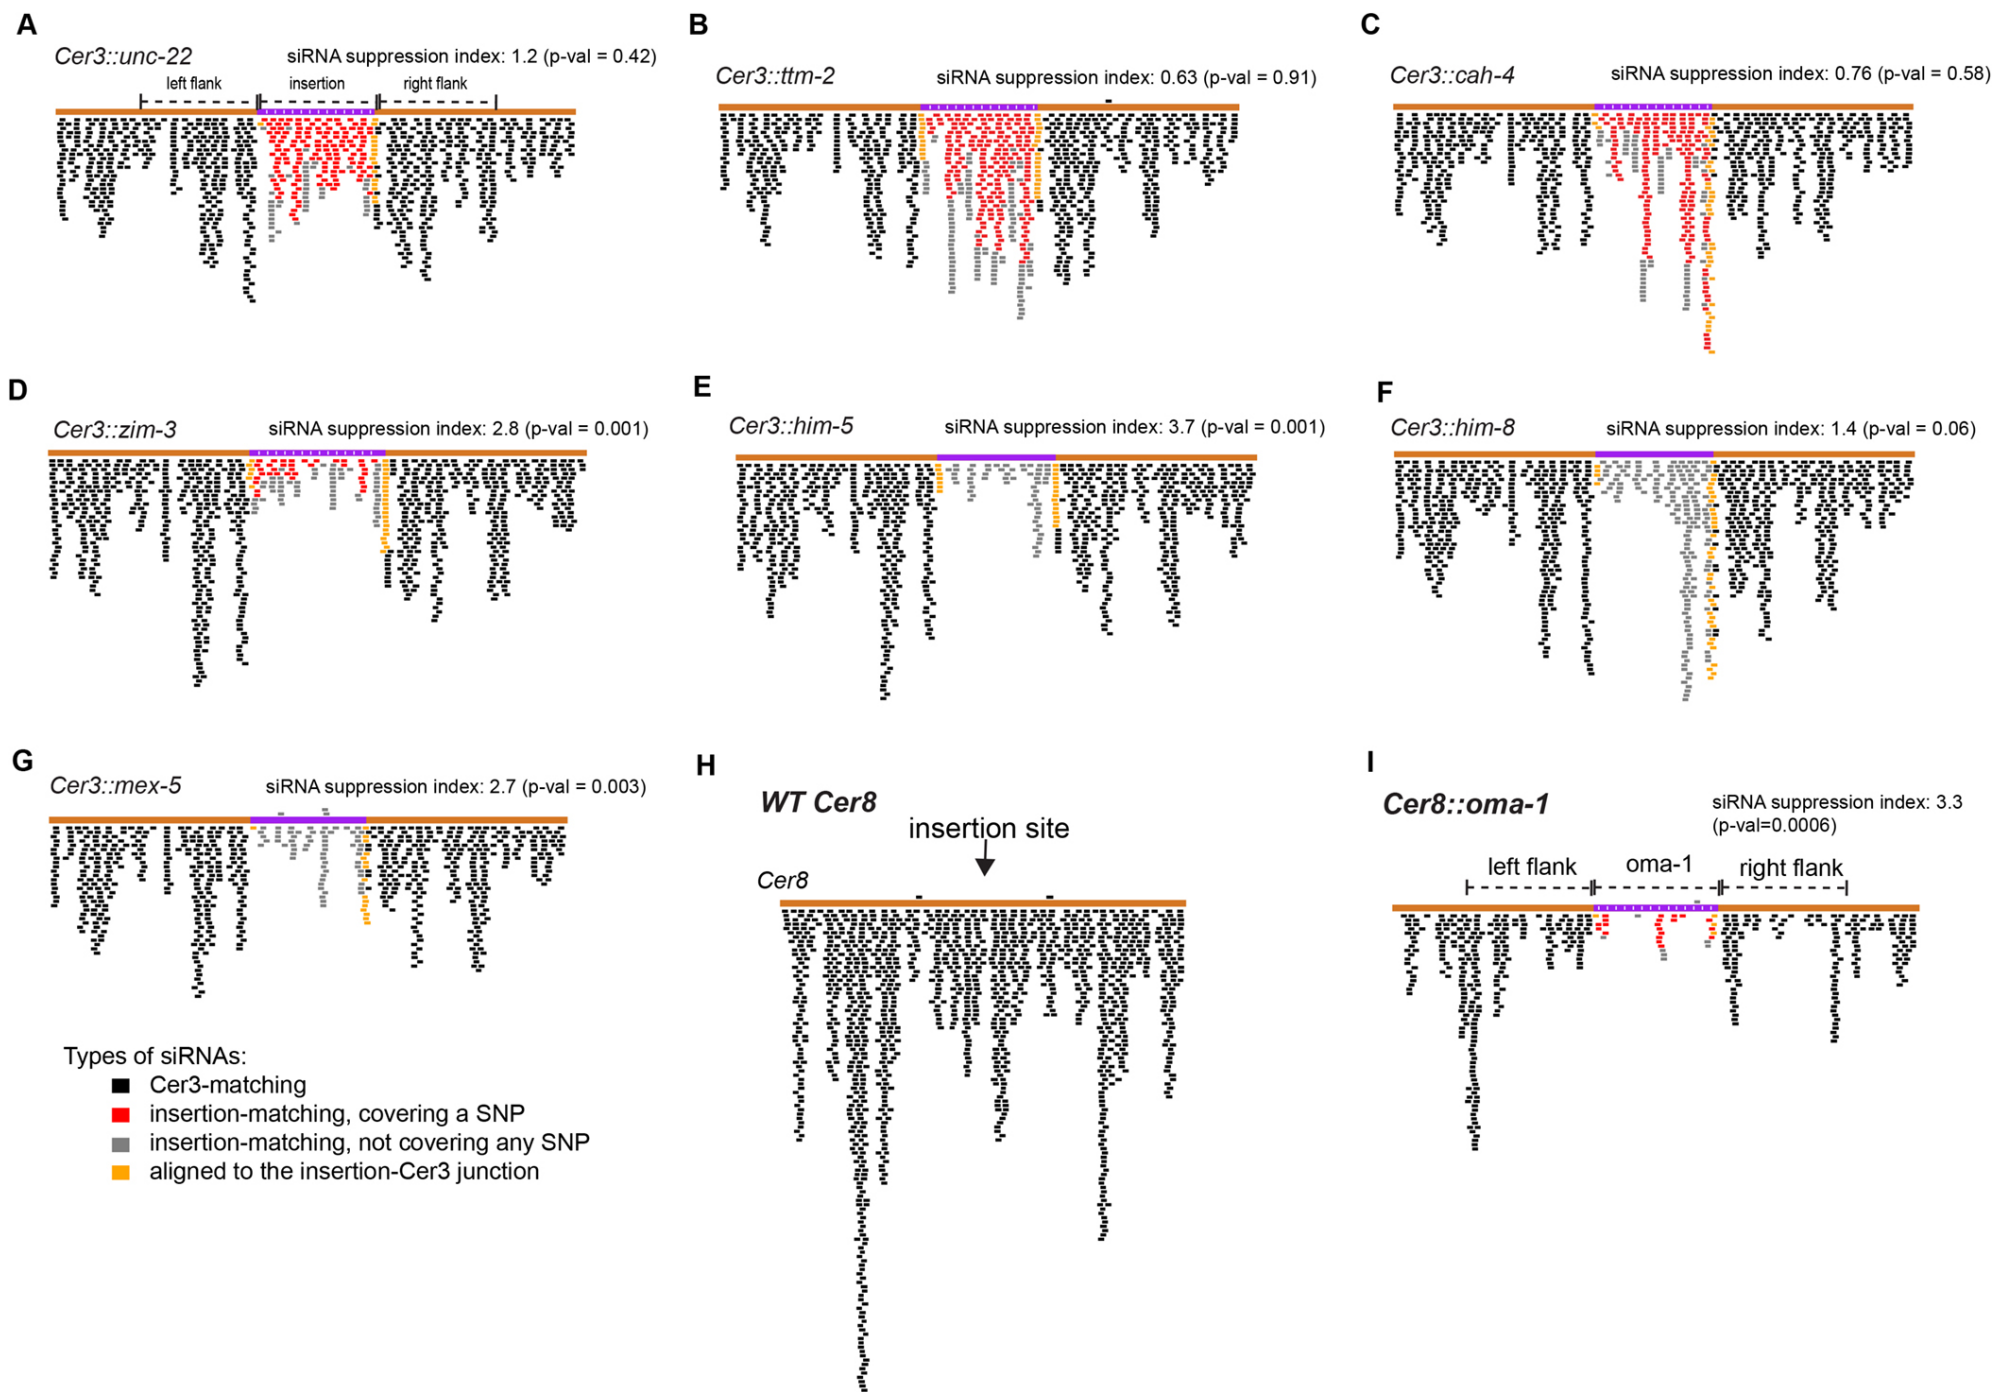 A
Cer3::unc-22
siRNA suppression index: 1.2 (p-val = 0.42)
left flank
insertion
right flank
B
Cer3::ttm-2
siRNA suppression index: 0.63 (p-val = 0.91)
C
Cer3::cah-4
siRNA suppression index: 0.76 (p-val = 0.58)
D
Cer3::zim-3
siRNA suppression index: 2.8 (p-val = 0.001)
E
Cer3::him-5
siRNA suppression index: 3.7 (p-val = 0.001)
F
Cer3::him-8
siRNA suppression index: 1.4 (p-val = 0.06)
G
Cer3::mex-5
siRNA suppression index: 2.7 (p-val = 0.003)
Types of siRNAs:
Cer3-matching
insertion-matching, covering a SNP
insertion-matching, not covering any SNP
aligned to the insertion-Cer3 junction
H
WT Cer8
insertion site
Cer8
I
Cer8::oma-1
siRNA suppression index: 3.3
(p-val=0.0006)
left flank
oma-1
right flank